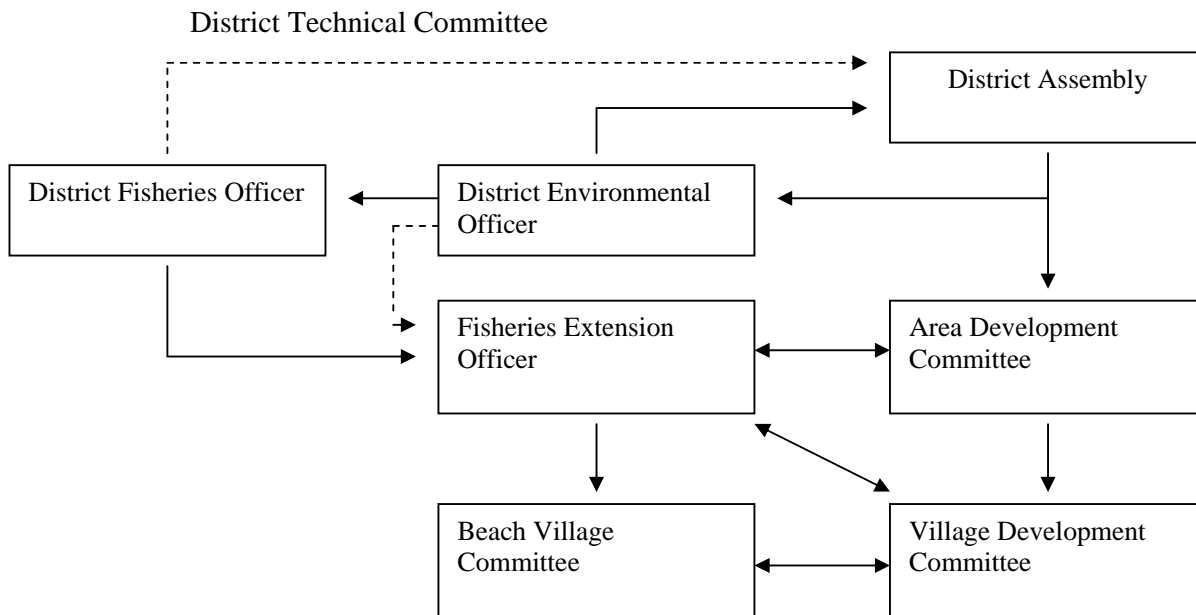 District Technical Committee
District Assembly
District Fisheries Officer
District Environmental
Officer
Fisheries Extension
Officer
Area Development
Committee
Beach Village
Committee
Village Development
Committee